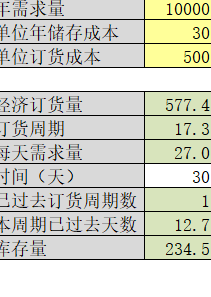 年需求量 10000
单位年储存成本 30
单位订货成本 500
经济订货量 577.4
订货周期 17.3
每天需求量 27.0
时间（天） 30
已过去订货周期数 1
本周期已过去天数 12.7
库存量 234.5